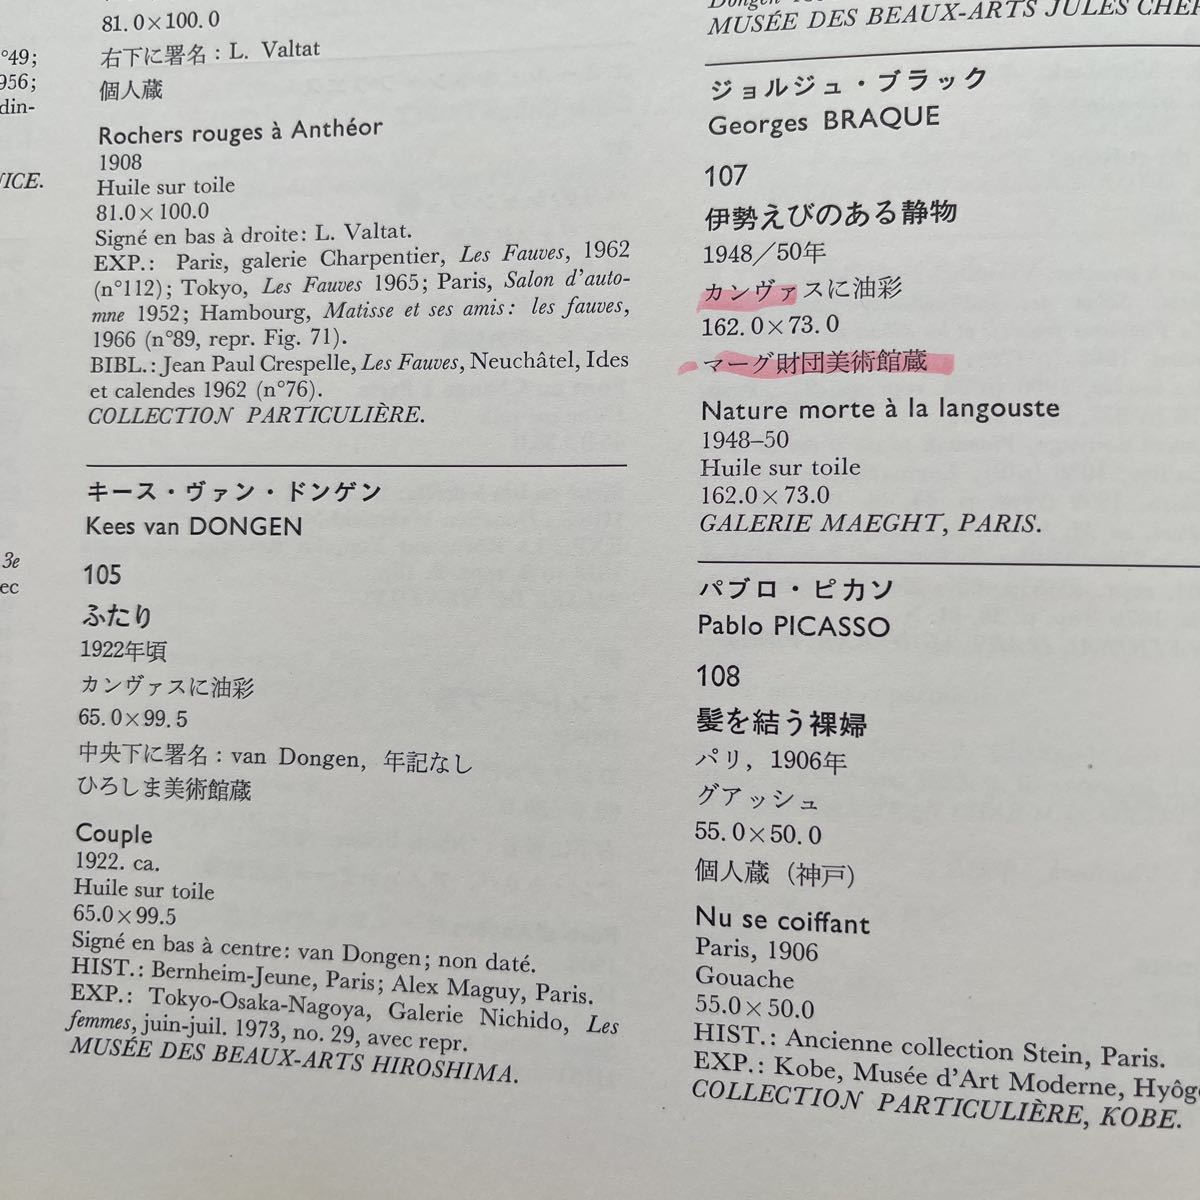 81.0×100.0
右下に署名：L. Valtat
個人蔵
Rochers rouges à Anthéor
1908
Huile sur toile
81.0×100.0
Signé en bas à droite: L. Valtat.
EXP.: Paris, galerie Charpentier, Les Fauves, 1962
(n°112); Tokyo, Les Fauves 1965; Paris, Salon d'auto-
mne 1952; Hambourg, Matisse et ses amis: les fauves,
1966 (n°89, repr. Fig. 71).
BIBL.: Jean Paul Crespelle, Les Fauves, Neuchâtel, Ides
et calendes 1962 (n°76).
COLLECTION PARTICULIÈRE.
キース・ヴァン・ドンゲン
Kees van DONGEN
105
ふたり
1922年頃
カンヴァスに油彩
65.0×99.5
中央下に署名：van Dongen, 年記なし
ひろしま美術館蔵
Couple
1922. ca.
Huile sur toile
65.0×99.5
Signé en bas à centre: van Dongen; non daté.
HIST.: Bernheim-Jeune, Paris; Alex Maguy, Paris.
EXP.: Tokyo-Osaka-Nagoya, Galerie Nichido, Les
femmes, juin-juil. 1973, no. 29, avec repr.
MUSÉE DES BEAUX-ARTS HIROSHIMA.
MUSÉE DES BEAUX-ARTS JULES
ジョルジュ・ブラック
Georges BRAQUE
107
伊勢えびのある静物
1948／50年
カンヴァスに油彩
162.0×73.0
マーグ財団美術館蔵
Nature morte à la langouste
1948–50
Huile sur toile
162.0×73.0
GALERIE MAEGHT, PARIS.
パブロ・ピカソ
Pablo PICASSO
108
髪を結う裸婦
パリ, 1906年
グアッシュ
55.0×50.0
個人蔵（神戸）
Nu se coiffant
Paris, 1906
Gouache
55.0×50.0
HIST.: Ancienne collection Stein, Paris.
EXP.: Kobe, Musée d'Art Moderne, Hyôg
COLLECTION PARTICULIÈRE, KOBE.